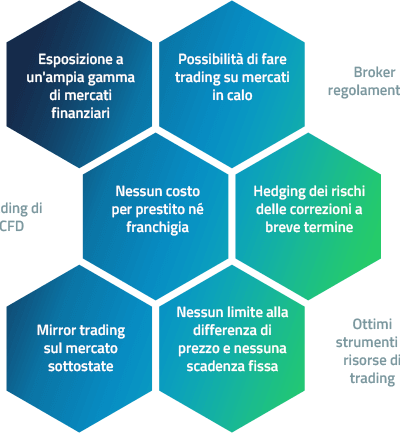 Esposizione a
un'ampia gamma
di mercati
finanziari
Possibilità di fare
trading su mercati
in calo
Broker
regolament
ding di
CFD
Nessun costo
per prestito né
franchigia
Hedging dei rischi
delle correzioni a
breve termine
Mirror trading
sul mercato
sottostate
Nessun limite alla
differenza di
prezzo e nessuna
scadenza fissa
Ottimi
strumenti
risorse di
trading